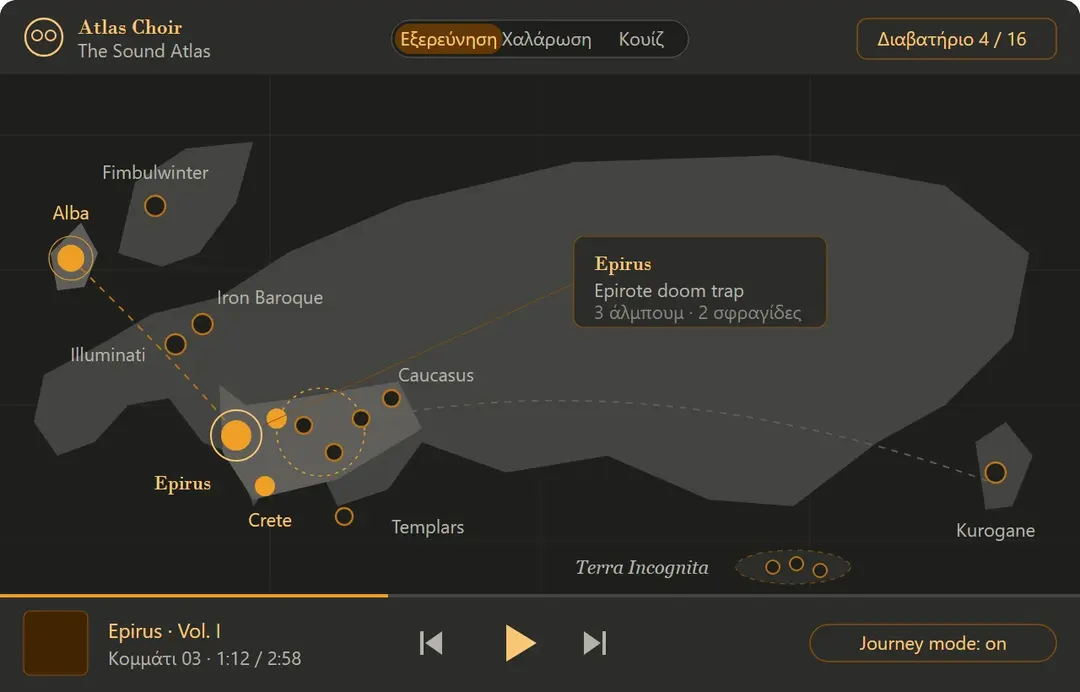 Atlas Choir
The Sound Atlas
Εξερεύνηση Χαλάρωση Κουίζ
Διαβατήριο 4 / 16
Fimbulwinter
Alba
Epirus
Epirote doom trap
3 άλμπουμ · 2 σφραγίδες
Iron Baroque
Illuminati
Caucasus
Epirus
Crete
Templars
Kurogane
Terra Incognita
Epirus · Vol. I
Κομμάτι 03 · 1:12 / 2:58
Journey mode: on